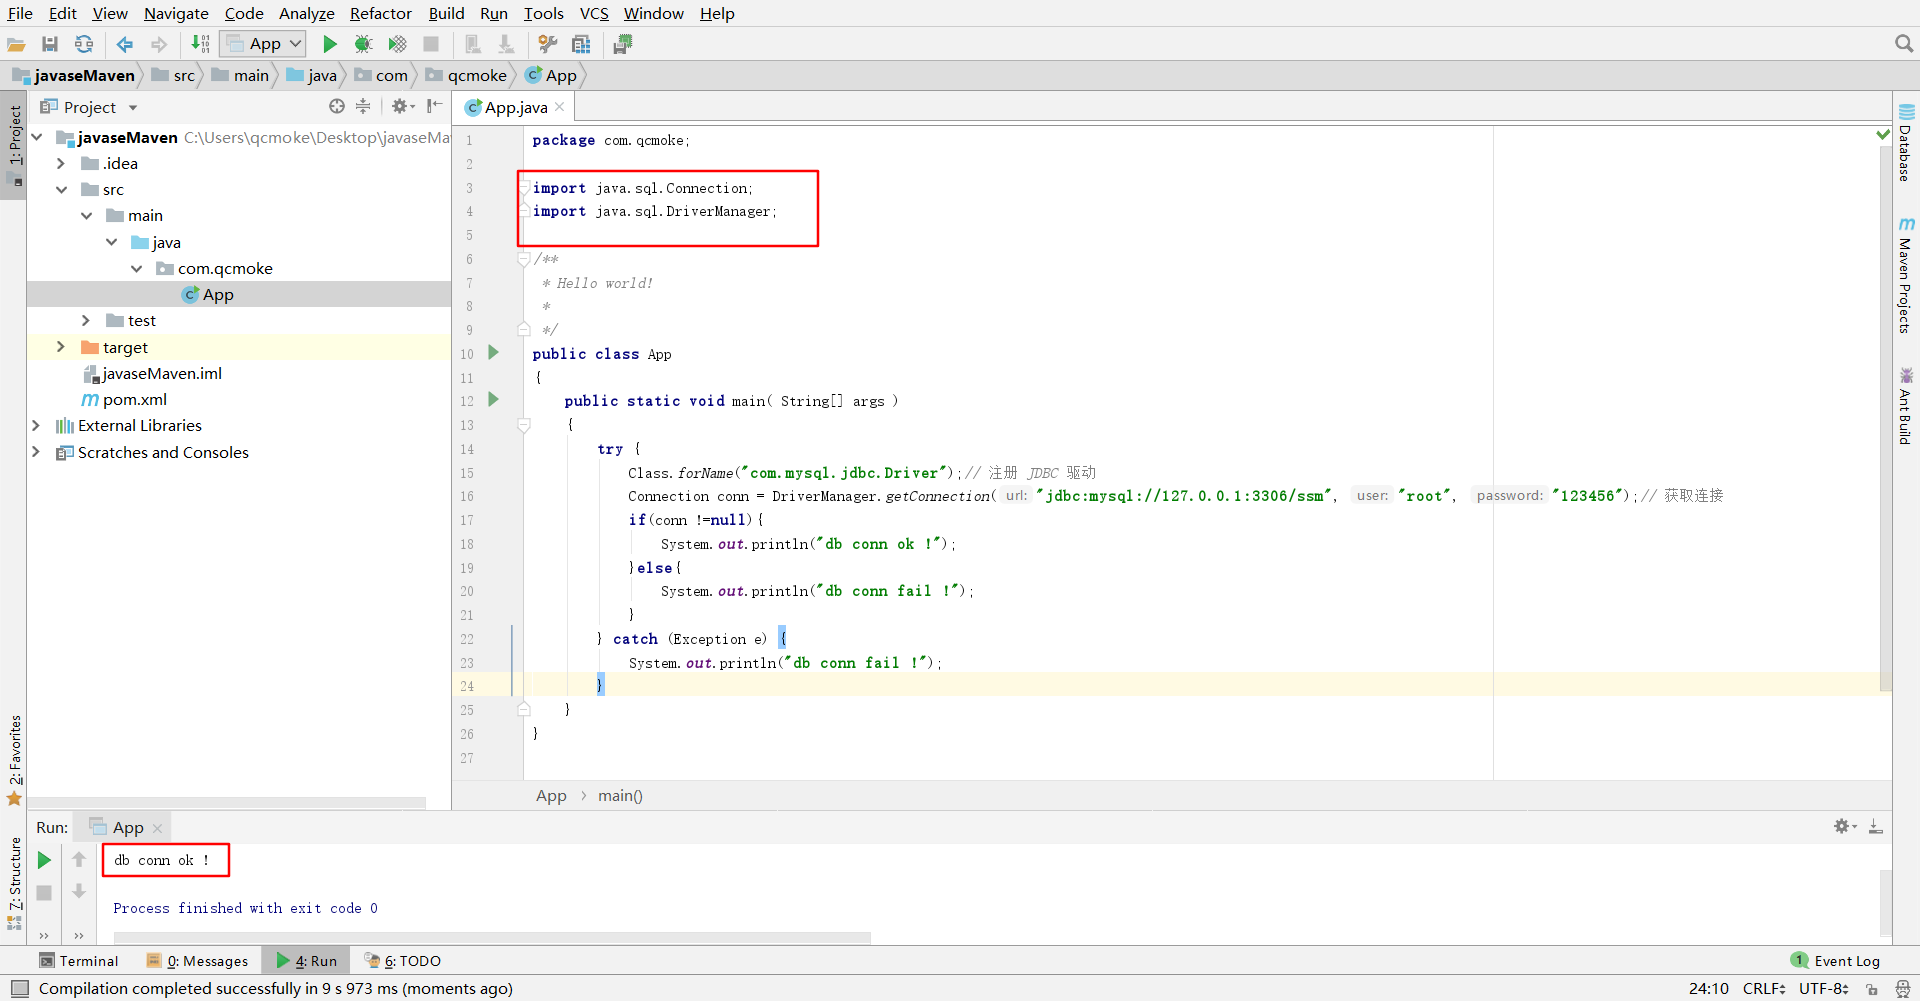 File Edit View Navigate Code Analyze Refactor Build Run Tools VCS Window Help
App
javaseMaven src main java com qcmoke App
Project
App.java
1: Project
javaseMaven C:\Users\qcmoke\Desktop\javaseMa
.idea
src
main
java
com.qcmoke
App
test
target
javaseMaven.iml
pom.xml
External Libraries
Scratches and Consoles
2: Favorites
7: Structure
1 package com.qcmoke;
2
3 import java.sql.Connection;
4 import java.sql.DriverManager;
5
6 /**
7 * Hello world!
8 *
9 */
10 public class App
11 {
12 public static void main( String[] args )
13 {
14 try {
15 Class.forName("com.mysql.jdbc.Driver");// 注册 JDBC 驱动
16 Connection conn = DriverManager.getConnection( url: "jdbc:mysql://127.0.0.1:3306/ssm", user: "root", password: "123456");// 获取连接
17 if(conn !=null){
18 System.out.println("db conn ok !");
19 }else{
20 System.out.println("db conn fail !");
21 }
22 } catch (Exception e) {
23 System.out.println("db conn fail !");
24 }
25 }
26 }
27
App main()
Database
Maven Projects
Ant Build
Run: App
db conn ok !
Process finished with exit code 0
Terminal 0: Messages 4: Run 6: TODO 1 Event Log
Compilation completed successfully in 9 s 973 ms (moments ago) 24:10 CRLF UTF-8